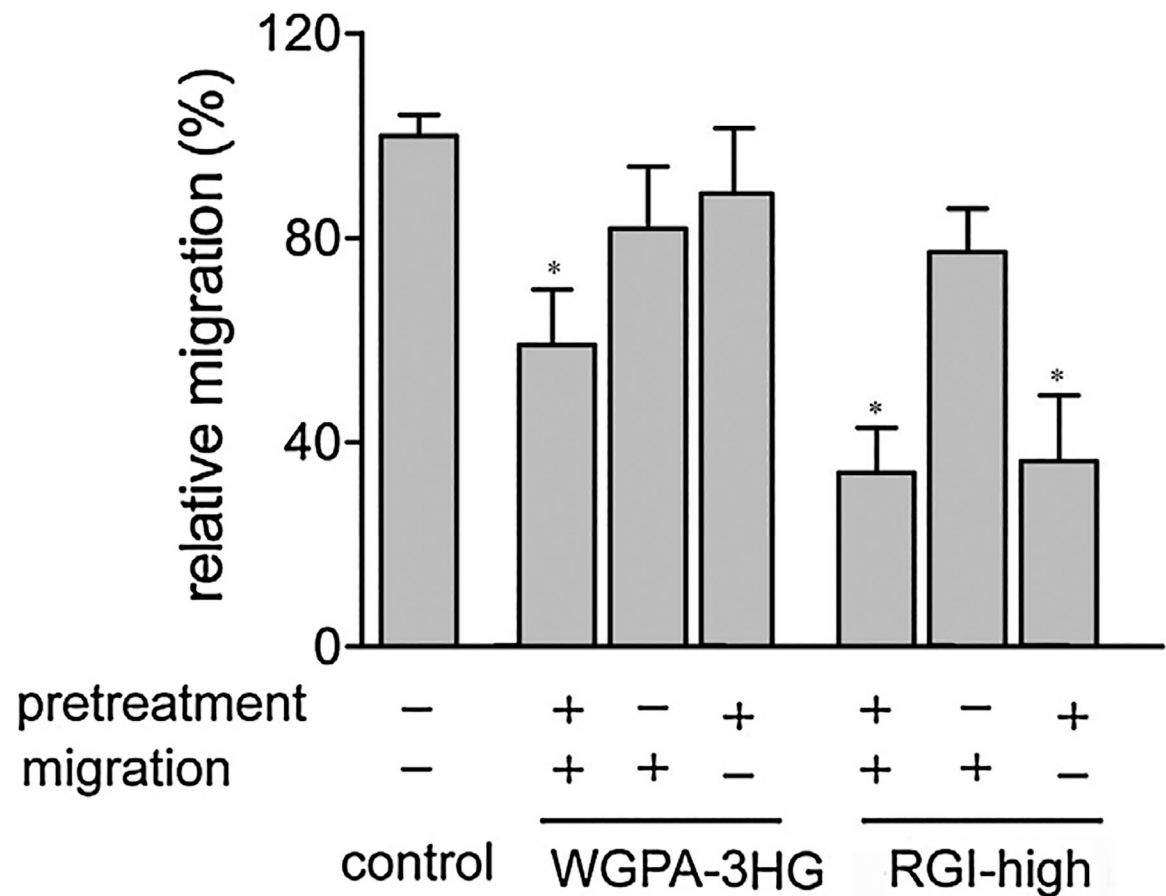 relative migration (%)
120
80
40
0
*
*
*
pretreatment − + − + + − +
migration − + + − + + −
control WGPA-3HG RGI-high